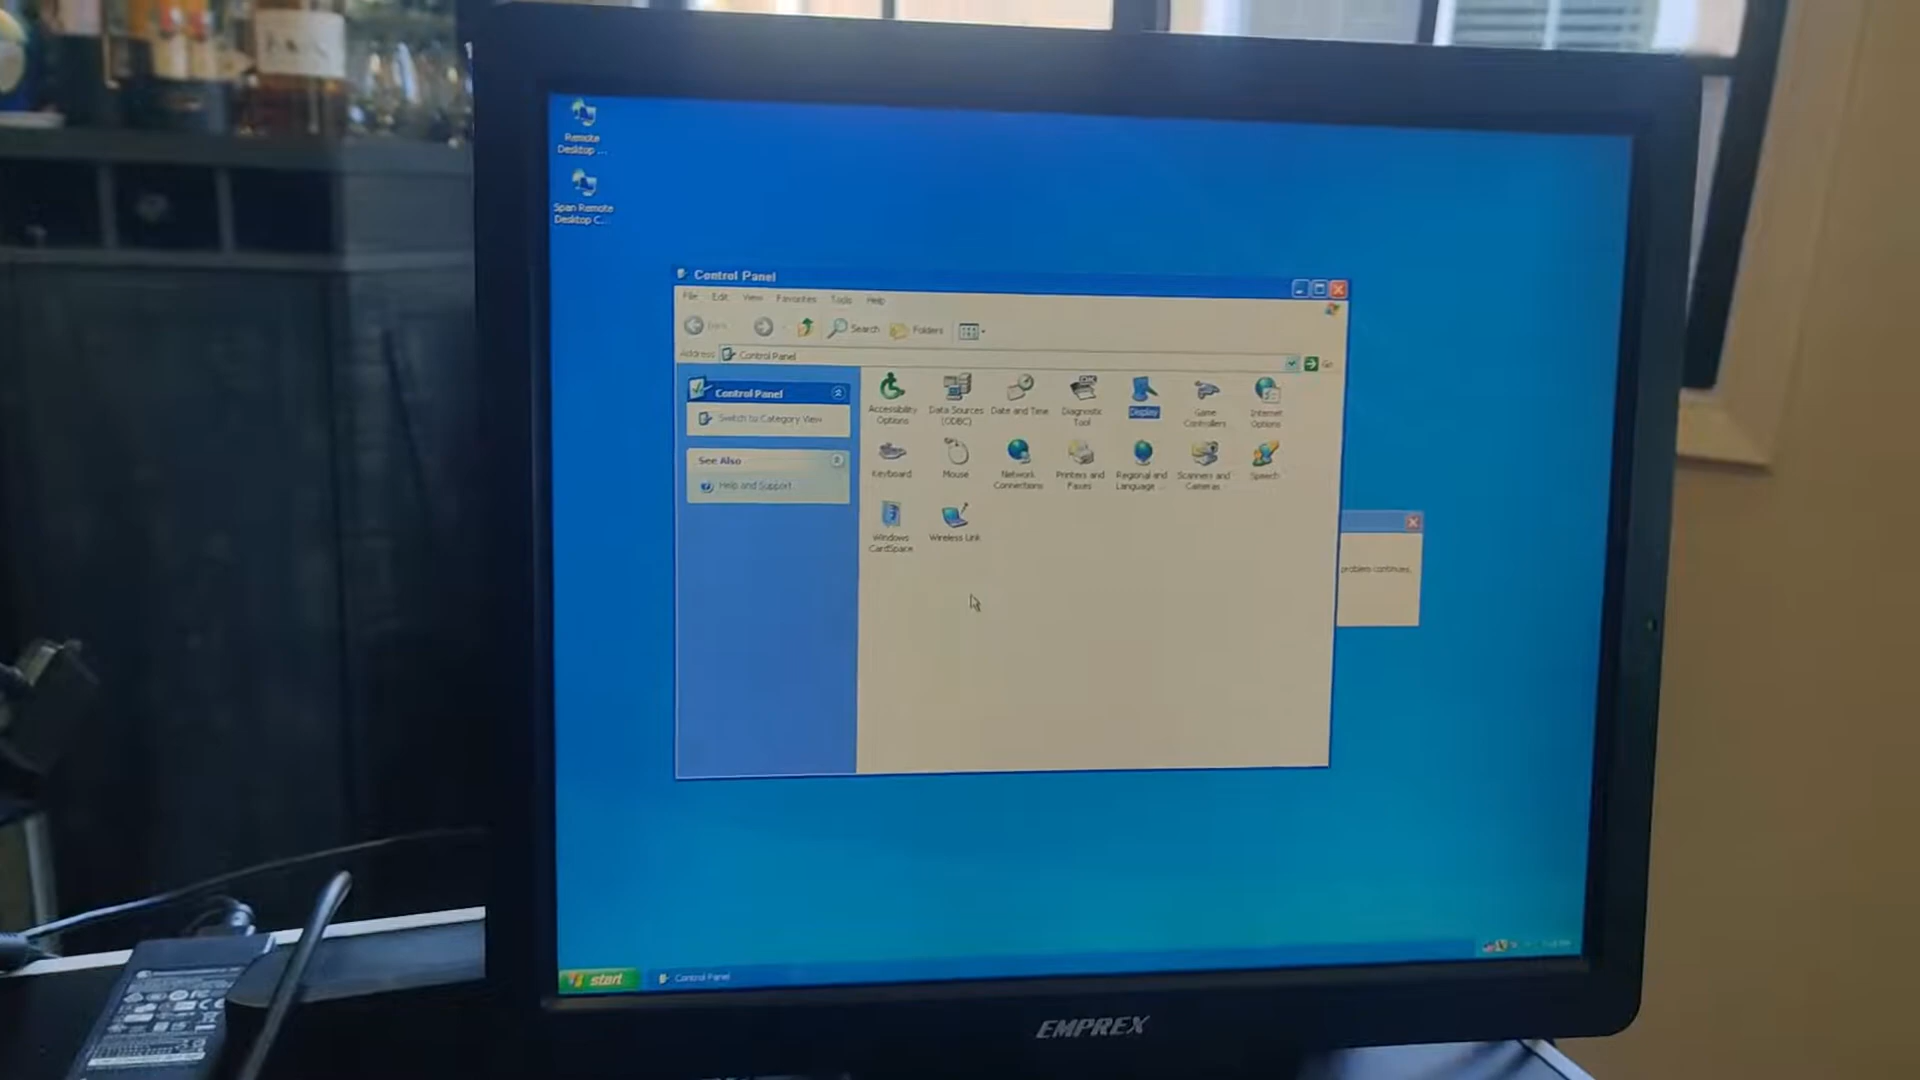 Remote
Desktop ...
Span Remote
Desktop C...
Control Panel
File Edit View Favorites Tools Help
Back Search Folders
Address Control Panel Go
Control Panel
Switch to Category View
See Also
Help and Support
Accessibility
Options
Data Sources
(ODBC)
Date and Time
Diagnostic
Tool
Display
Game
Controllers
Internet
Options
Keyboard
Mouse
Network
Connections
Printers and
Faxes
Regional and
Language ...
Scanners and
Cameras
Speech
Windows
CardSpace
Wireless Link
problem continues,
start
Control Panel
EMPREX